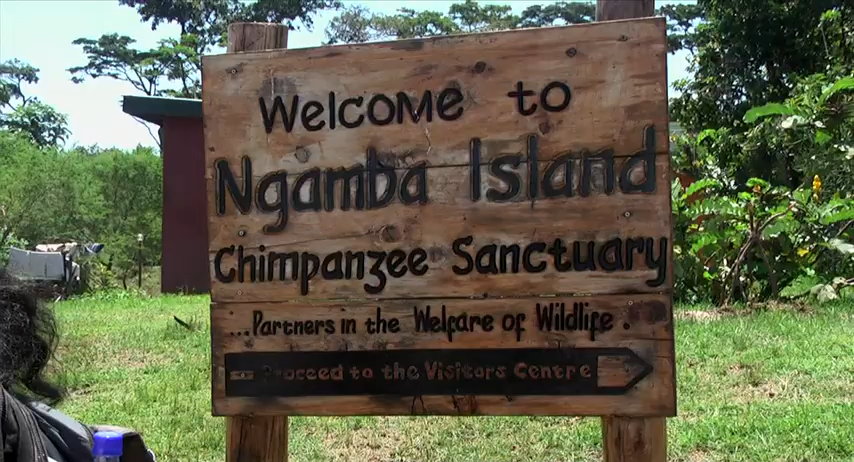 Welcome to
Ngamba Island
Chimpanzee Sanctuary
...Partners in the Welfare of Wildlife.
Proceed to the Visitors Centre